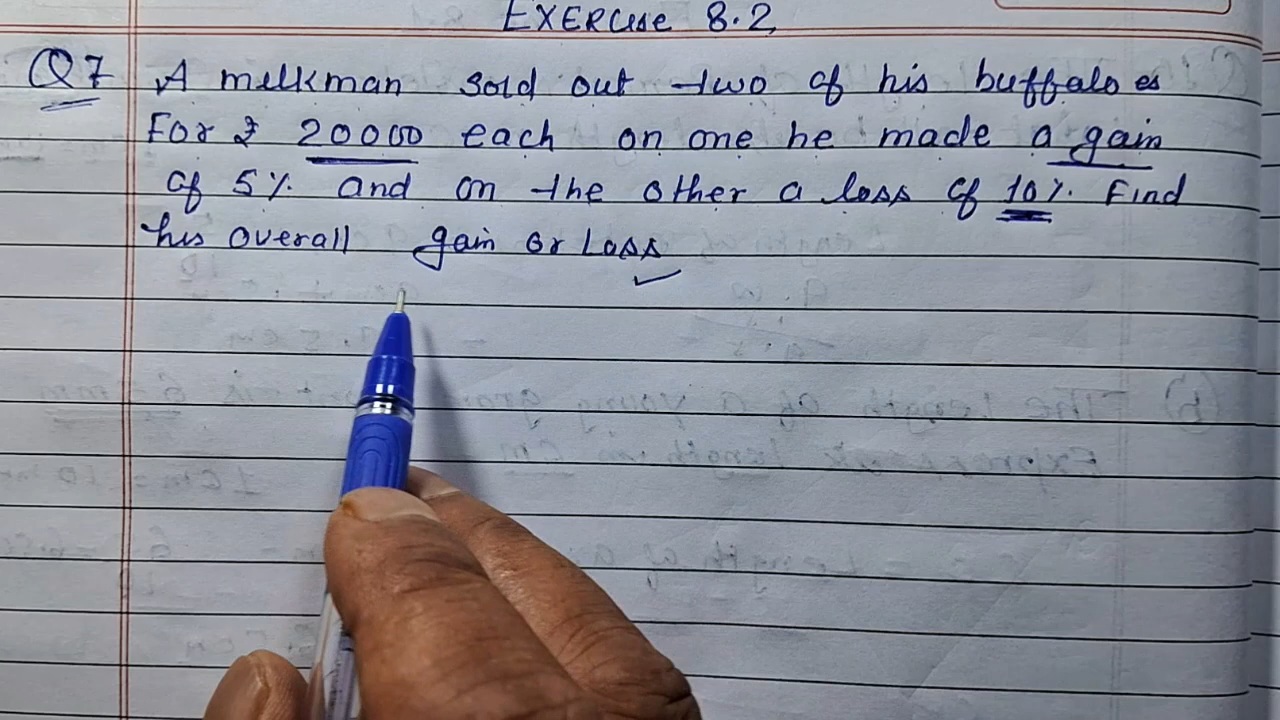 EXERCISE 8.2
Q7 A milkman sold out two of his buffaloes
For ₹ 20000 each on one he made a gain
of 5% and on the other a loss of 10%. Find
his overall gain or Loss